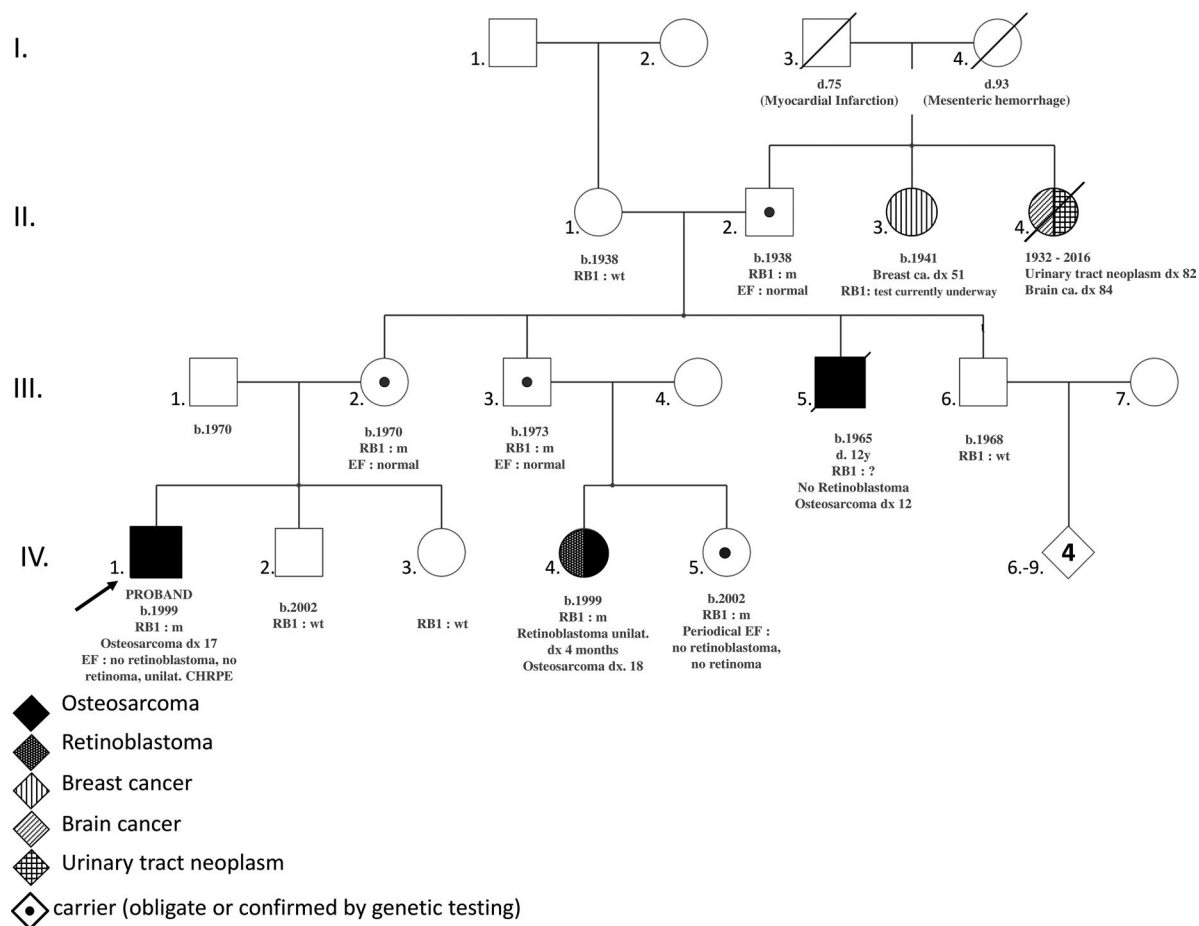 I.
1.
2.
3.
4.
d.75
(Myocardial Infarction)
d.93
(Mesenteric hemorrhage)
II.
1.
b.1938
RB1 : wt
2.
b.1938
RB1 : m
EF : normal
3.
b.1941
Breast ca. dx 51
RB1: test currently underway
4.
1932 - 2016
Urinary tract neoplasm dx 82
Brain ca. dx 84
III.
1.
b.1970
2.
b.1970
RB1 : m
EF : normal
3.
b.1973
RB1 : m
EF : normal
4.
5.
b.1965
d. 12y
RB1 : ?
No Retinoblastoma
Osteosarcoma dx 12
6.
b.1968
RB1 : wt
7.
IV.
1.
PROBAND
b.1999
RB1 : m
Osteosarcoma dx 17
EF : no retinoblastoma, no
retinoma, unilat. CHRPE
2.
b.2002
RB1 : wt
3.
RB1 : wt
4.
b.1999
RB1 : m
Retinoblastoma unilat.
dx 4 months
Osteosarcoma dx. 18
5.
b.2002
RB1 : m
Periodical EF :
no retinoblastoma,
no retinoma
6.-9.
4
Osteosarcoma
Retinoblastoma
Breast cancer
Brain cancer
Urinary tract neoplasm
carrier (obligate or confirmed by genetic testing)